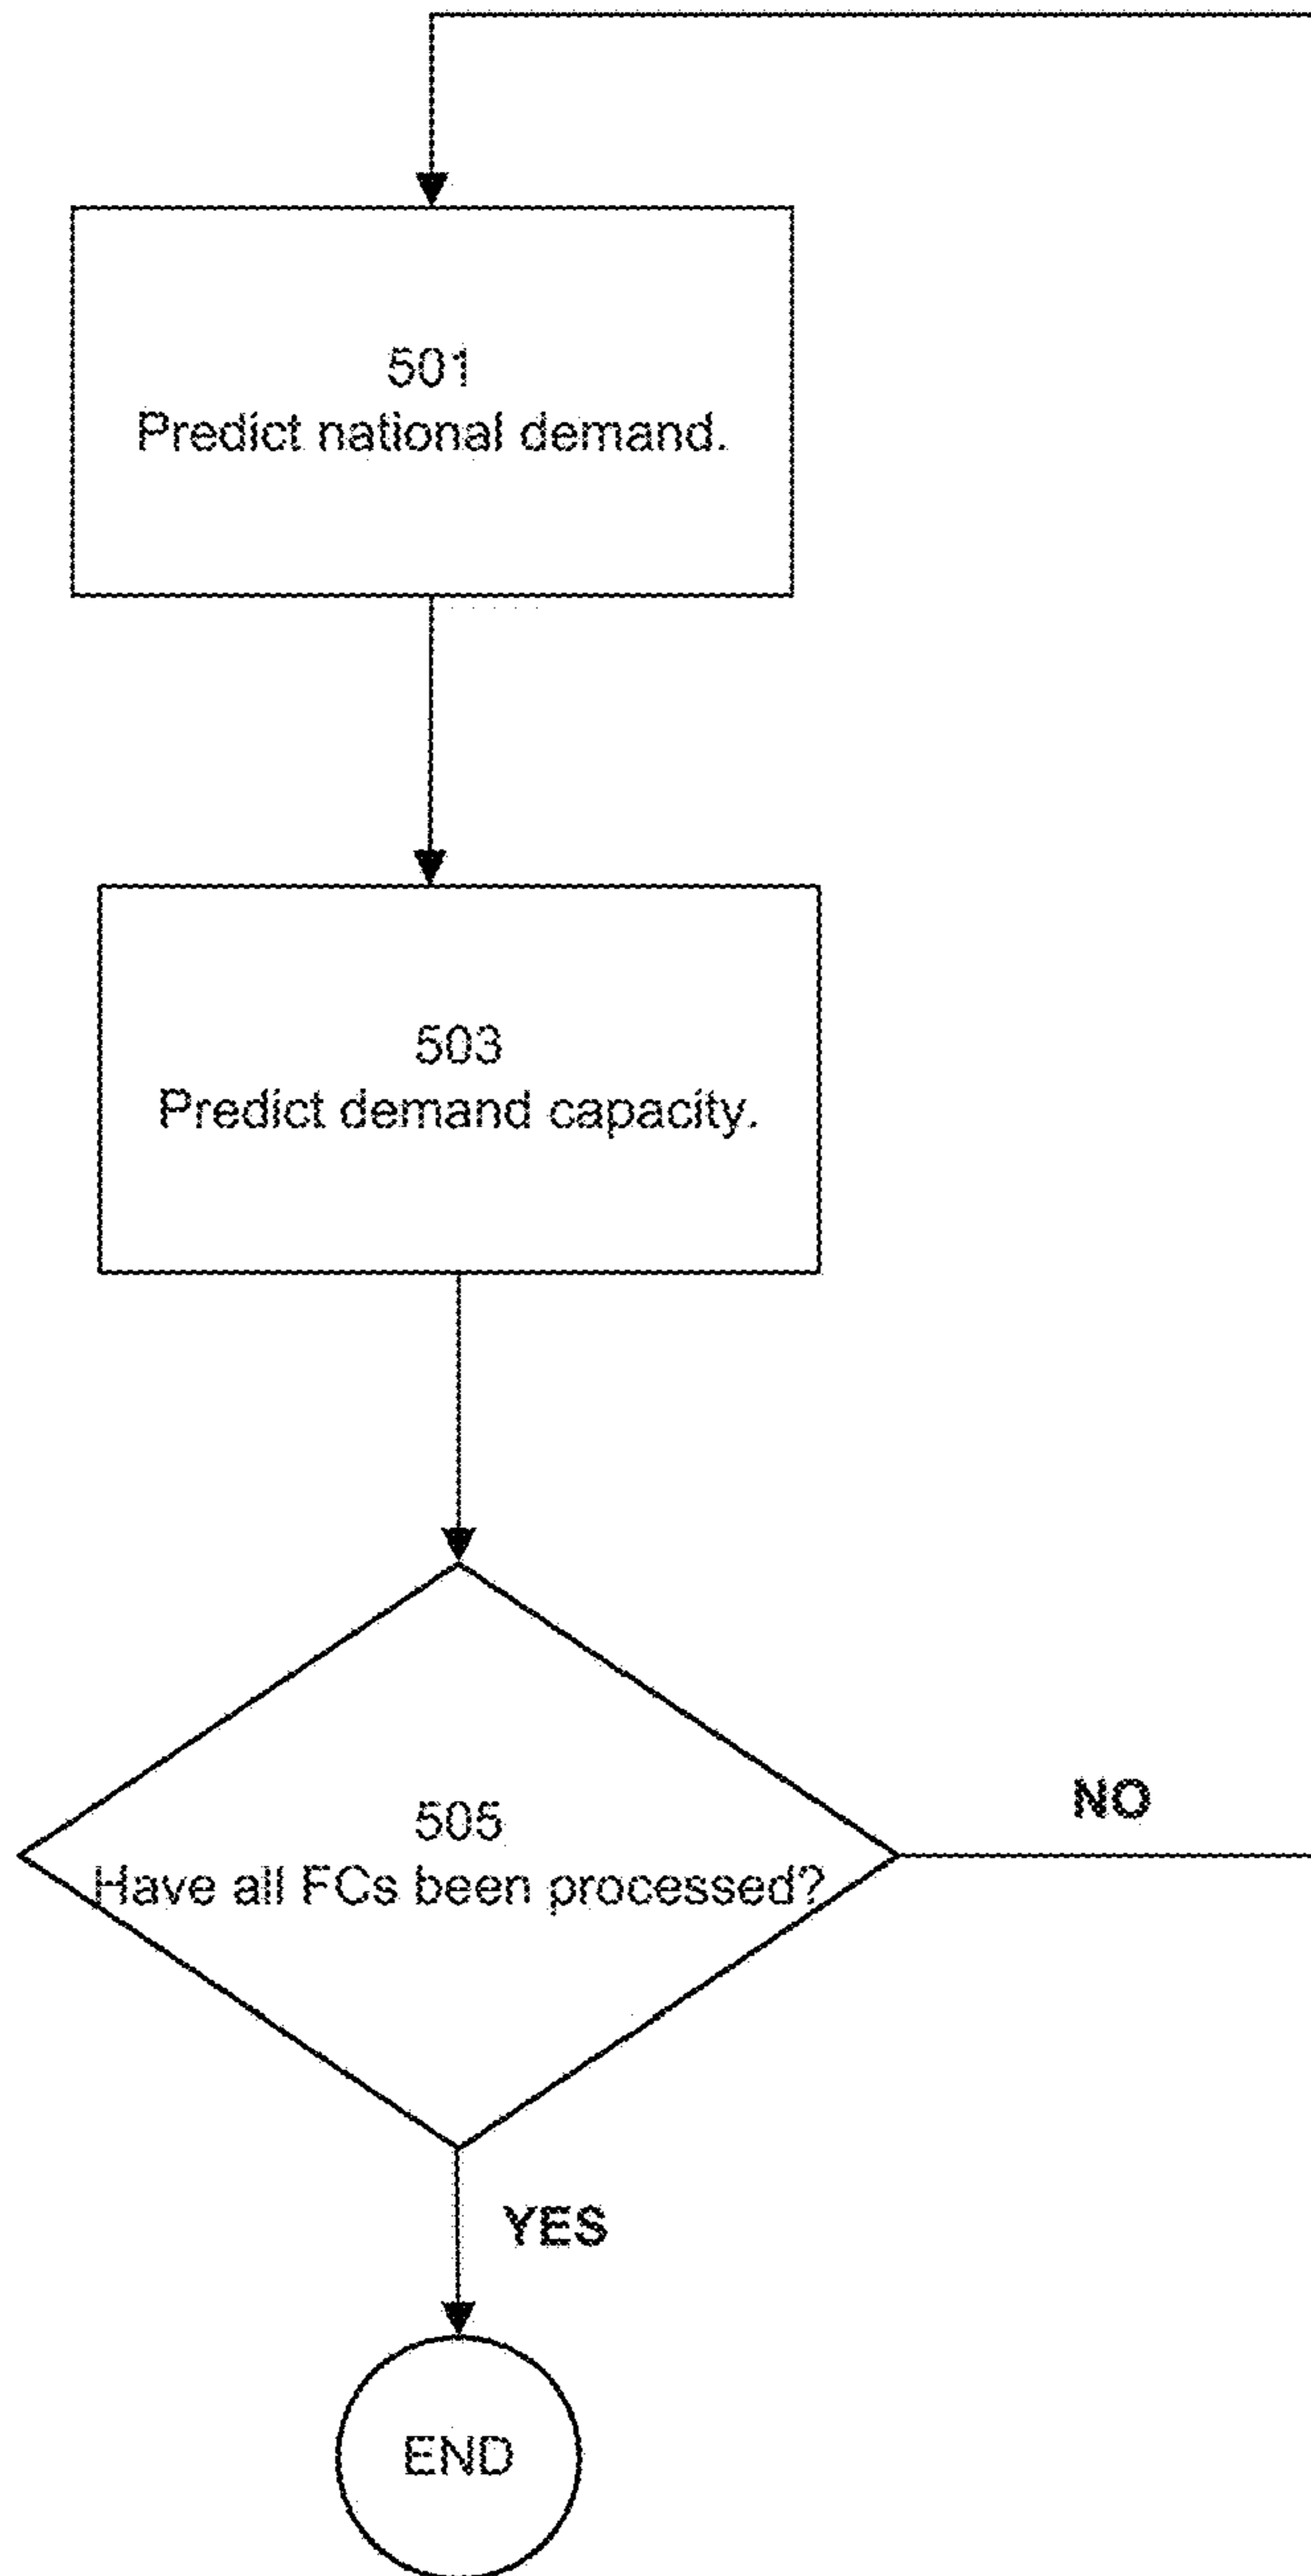 501
Predict national demand.
503
Predict demand capacity.
505
Have all FCs been processed?
NO
YES
END